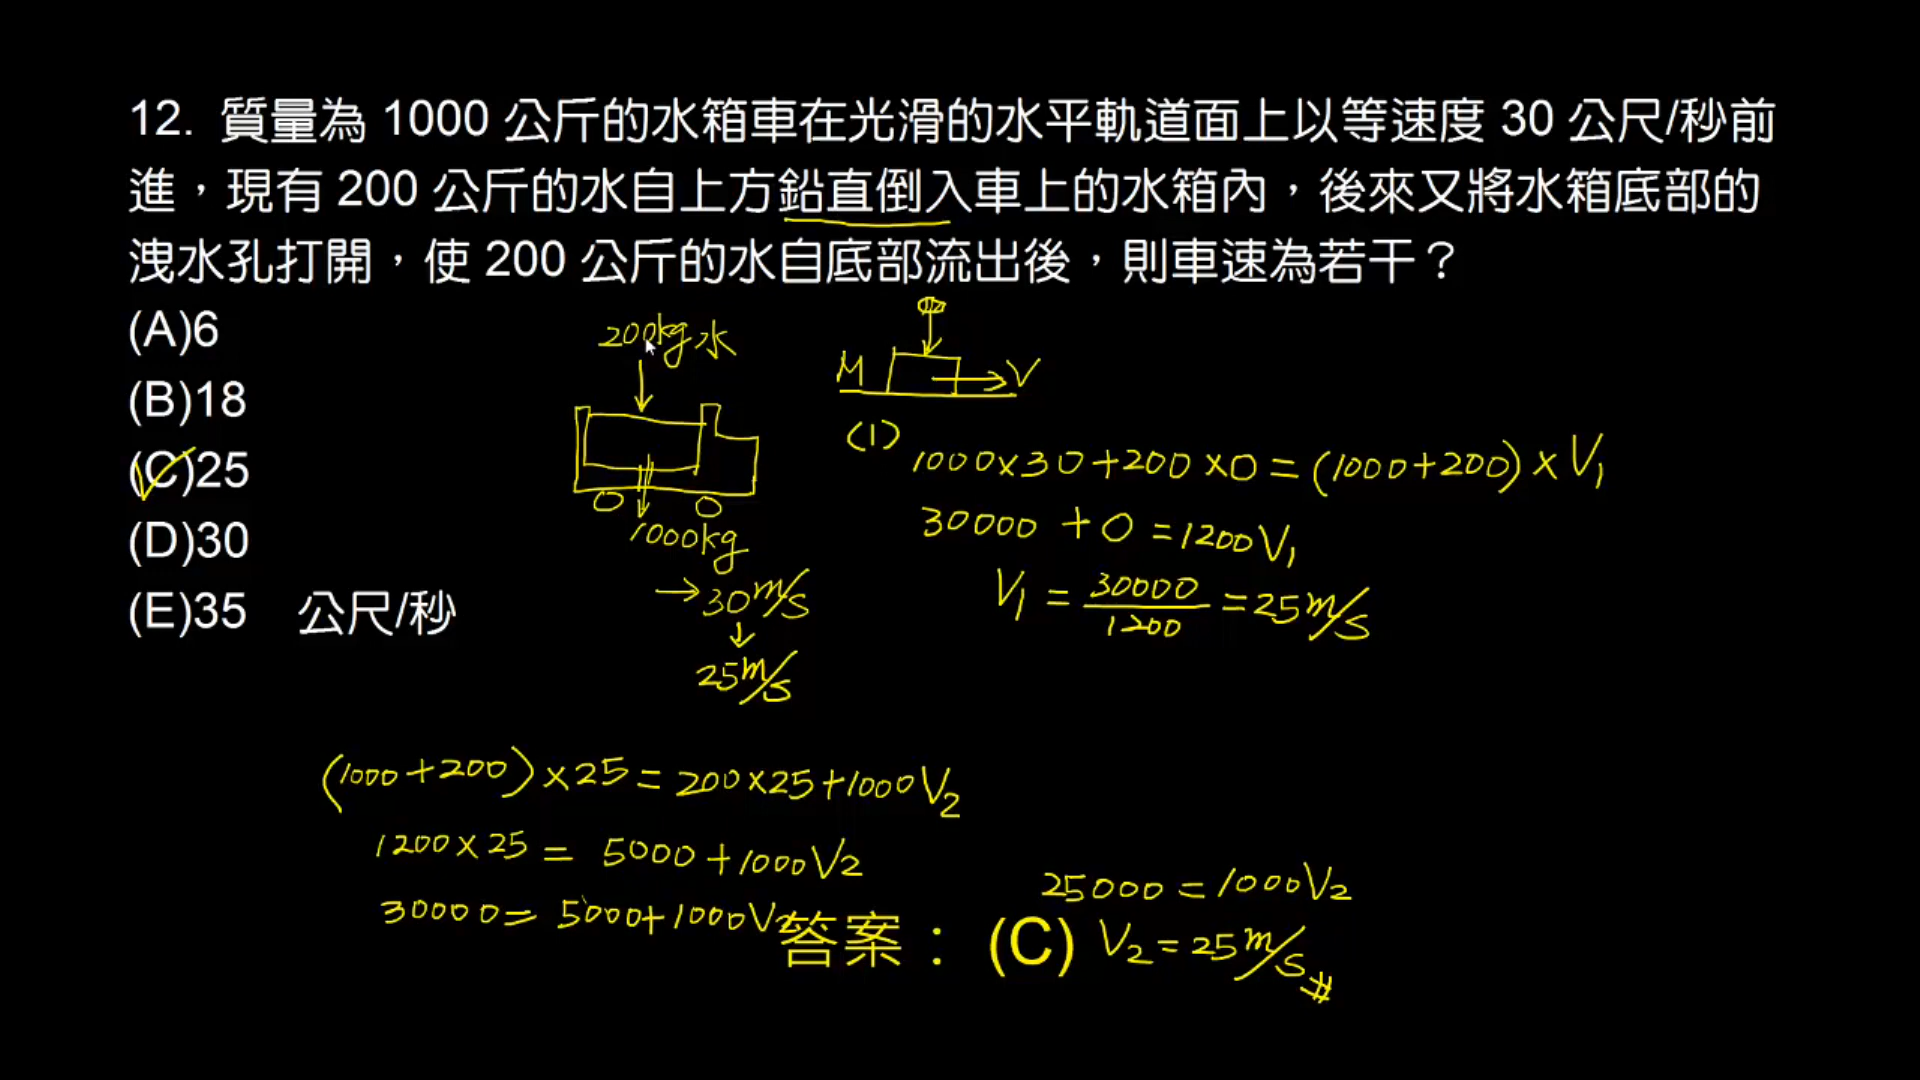 12. 質量為 1000 公斤的水箱車在光滑的水平軌道面上以等速度 30 公尺/秒前
進，現有 200 公斤的水自上方鉛直倒入車上的水箱內，後來又將水箱底部的
洩水孔打開，使 200 公斤的水自底部流出後，則車速為若干？
(A)6
(B)18
(C)25
(D)30
(E)35 公尺/秒
200kg水
1000kg
→30m/s
↓
25m/s
M
V
(1)
1000×30+200×0=(1000+200)×V₁
30000+0=1200V₁
V₁=30000/1200=25m/s
(1000+200)×25=200×25+1000V₂
1200×25=5000+1000V₂
30000=5000+1000V₂
25000=1000V₂
答案：(C) V₂=25m/s#